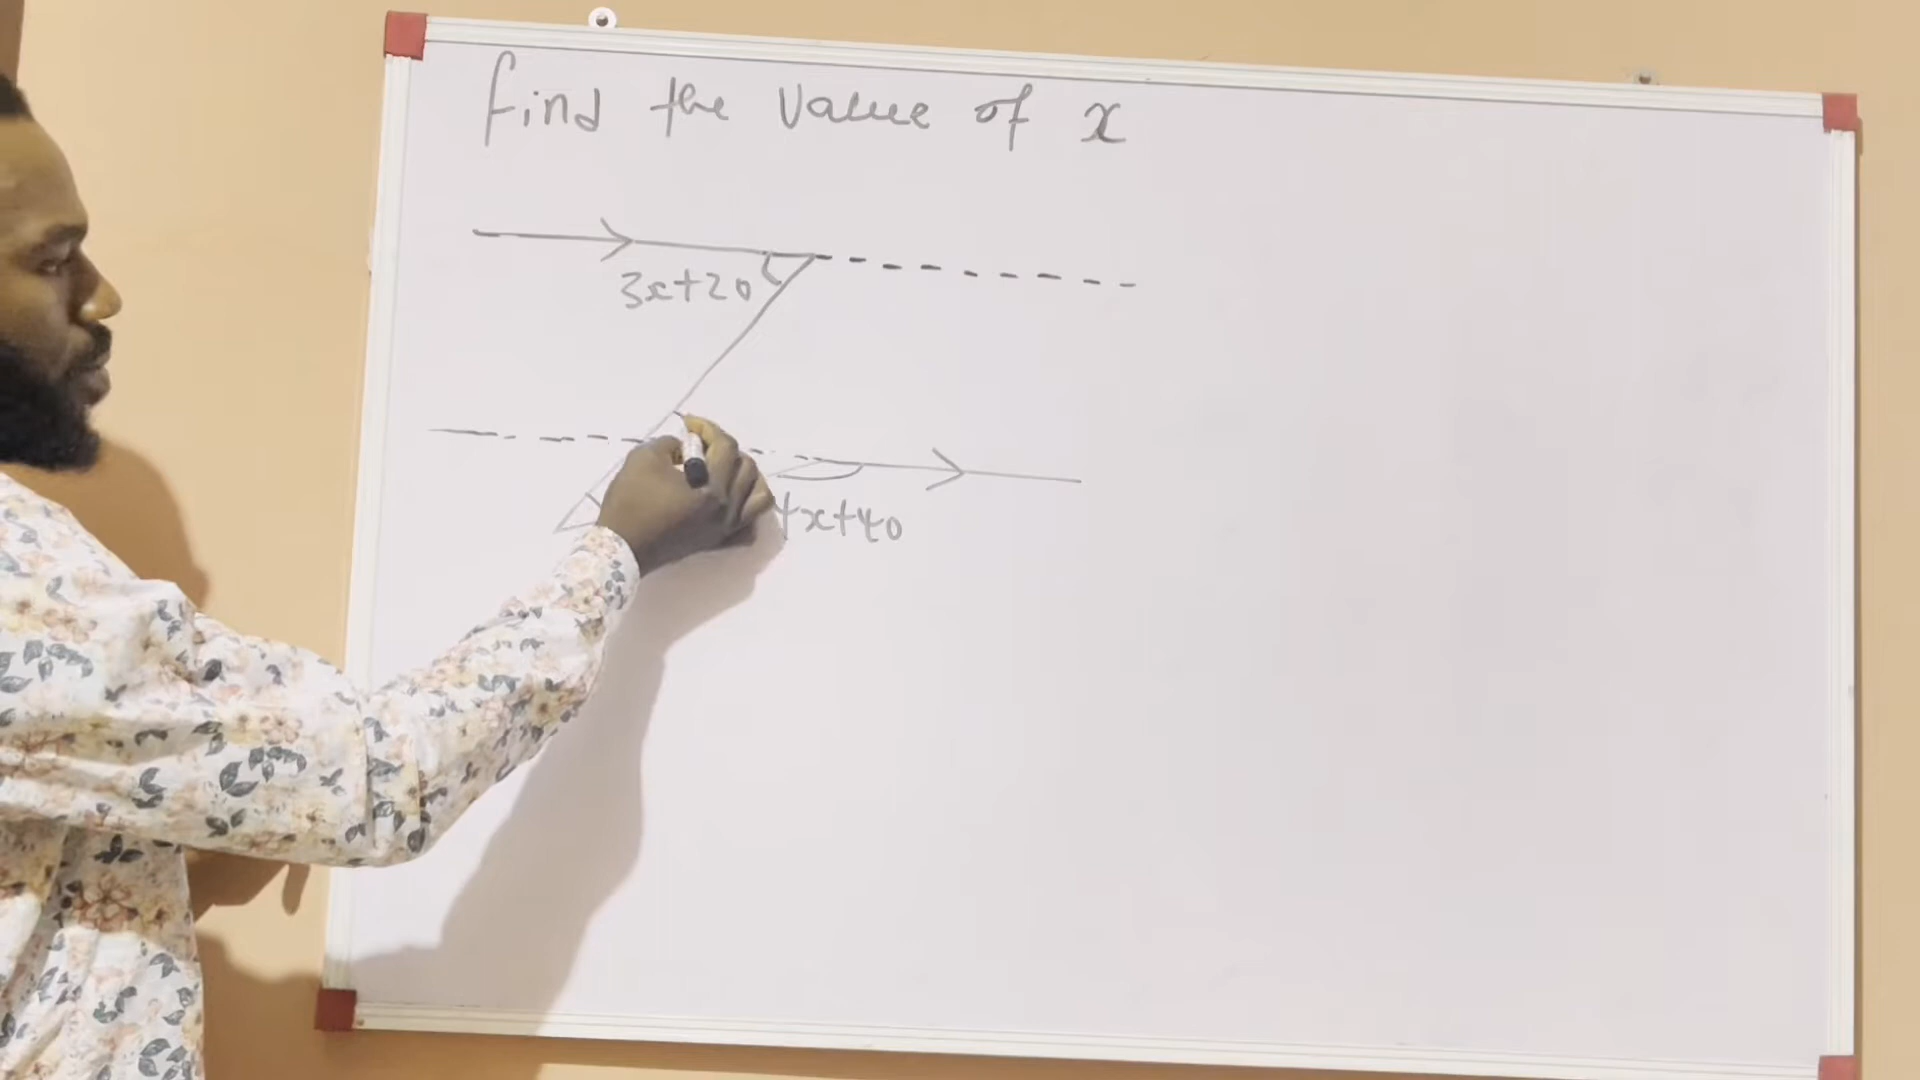 find the value of x
3x+20
4x+40